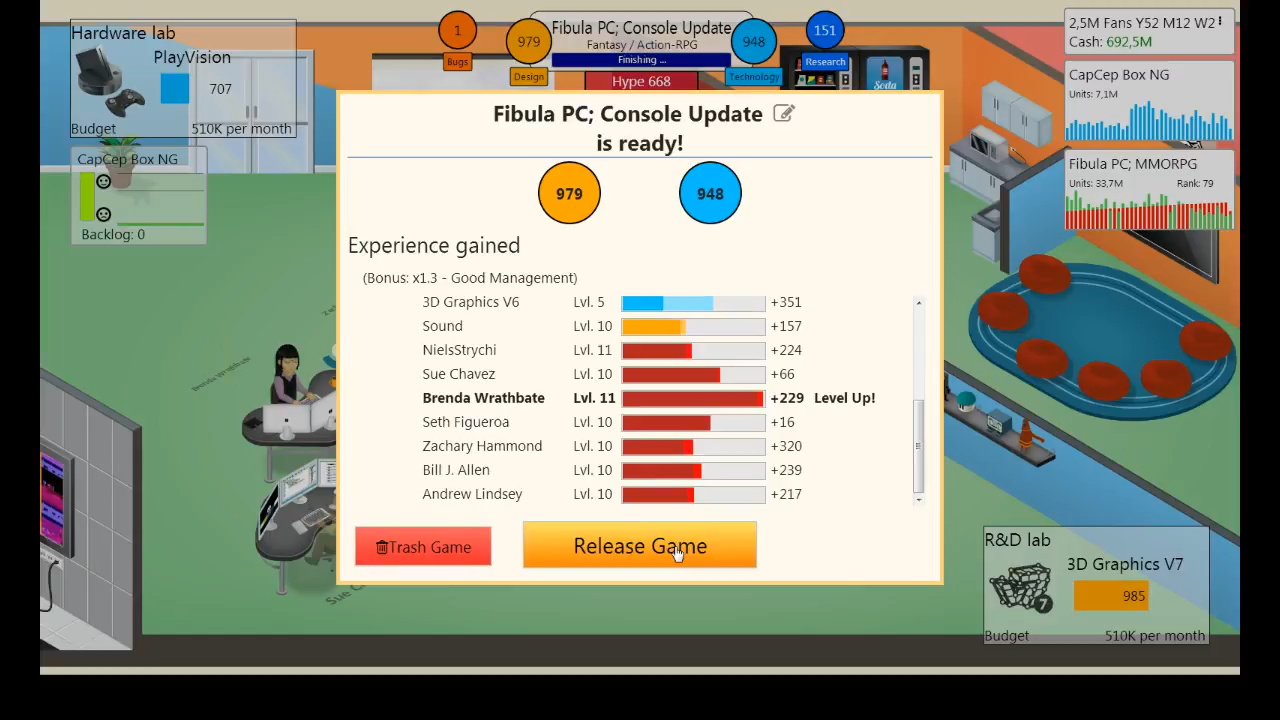 Hardware lab
PlayVision
707
Budget 510K per month
CapCep Box NG
Backlog: 0
1
Bugs
979
Design
Fibula PC; Console Update
Fantasy / Action-RPG
Finishing ...
Hype 668
948
Technology
151
Research
Soda
2,5M Fans Y52 M12 W2
Cash: 692,5M
CapCep Box NG
Units: 7,1M
Fibula PC; MMORPG
Units: 33,7M Rank: 79
Fibula PC; Console Update
is ready!
979 948
Experience gained
(Bonus: x1.3 - Good Management)
3D Graphics V6 Lvl. 5 +351
Sound Lvl. 10 +157
NielsStrychi Lvl. 11 +224
Sue Chavez Lvl. 10 +66
Brenda Wrathbate Lvl. 11 +229 Level Up!
Seth Figueroa Lvl. 10 +16
Zachary Hammond Lvl. 10 +320
Bill J. Allen Lvl. 10 +239
Andrew Lindsey Lvl. 10 +217
Trash Game
Release Game
Brenda Wrathbate
Sue C
R&D lab
3D Graphics V7
7
985
Budget 510K per month